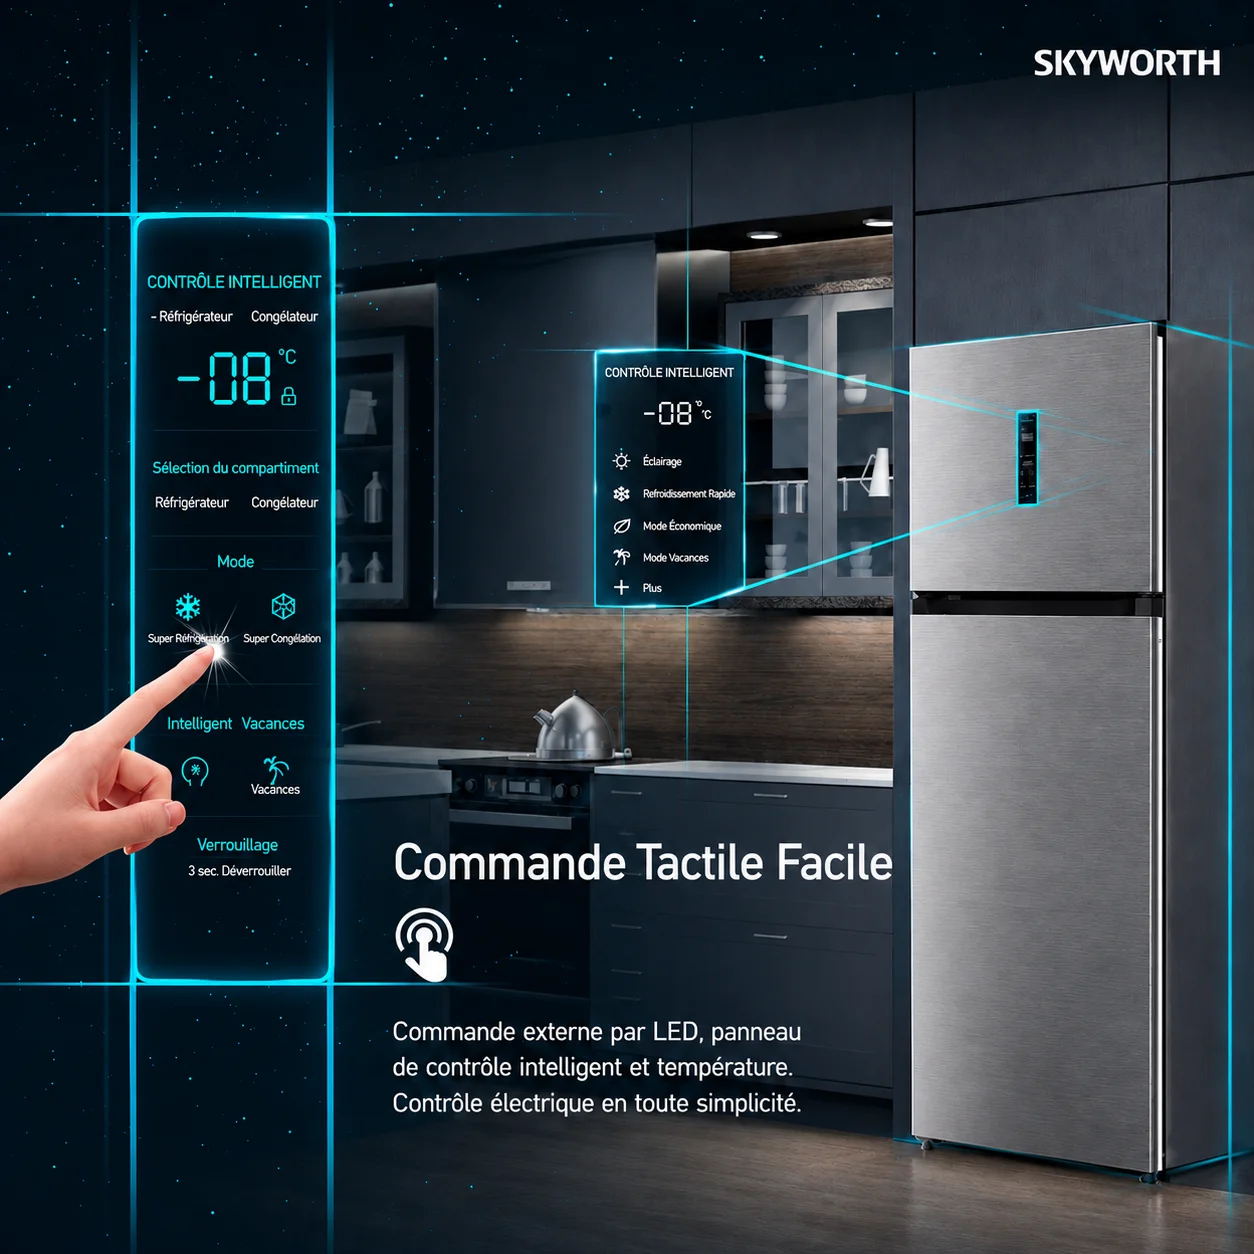 SKYWORTH
CONTRÔLE INTELLIGENT
- Réfrigérateur Congélateur
-08 °C
Sélection du compartiment
Réfrigérateur Congélateur
Mode
Super Réfrigération Super Congélation
Intelligent Vacances
Vacances
Verrouillage
3 sec. Déverrouiller
CONTRÔLE INTELLIGENT
-08 °C
Éclairage
Refroidissement Rapide
Mode Économique
Mode Vacances
Plus
Commande Tactile Facile
Commande externe par LED, panneau
de contrôle intelligent et température.
Contrôle électrique en toute simplicité.